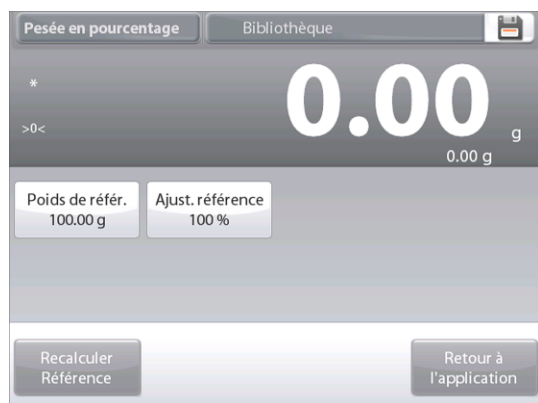 Pesée en pourcentage
Bibliothèque
*
0.00 g
>0<
0.00 g
Poids de référ.
100.00 g
Ajust. référence
100 %
Recalculer
Référence
Retour à
l'application